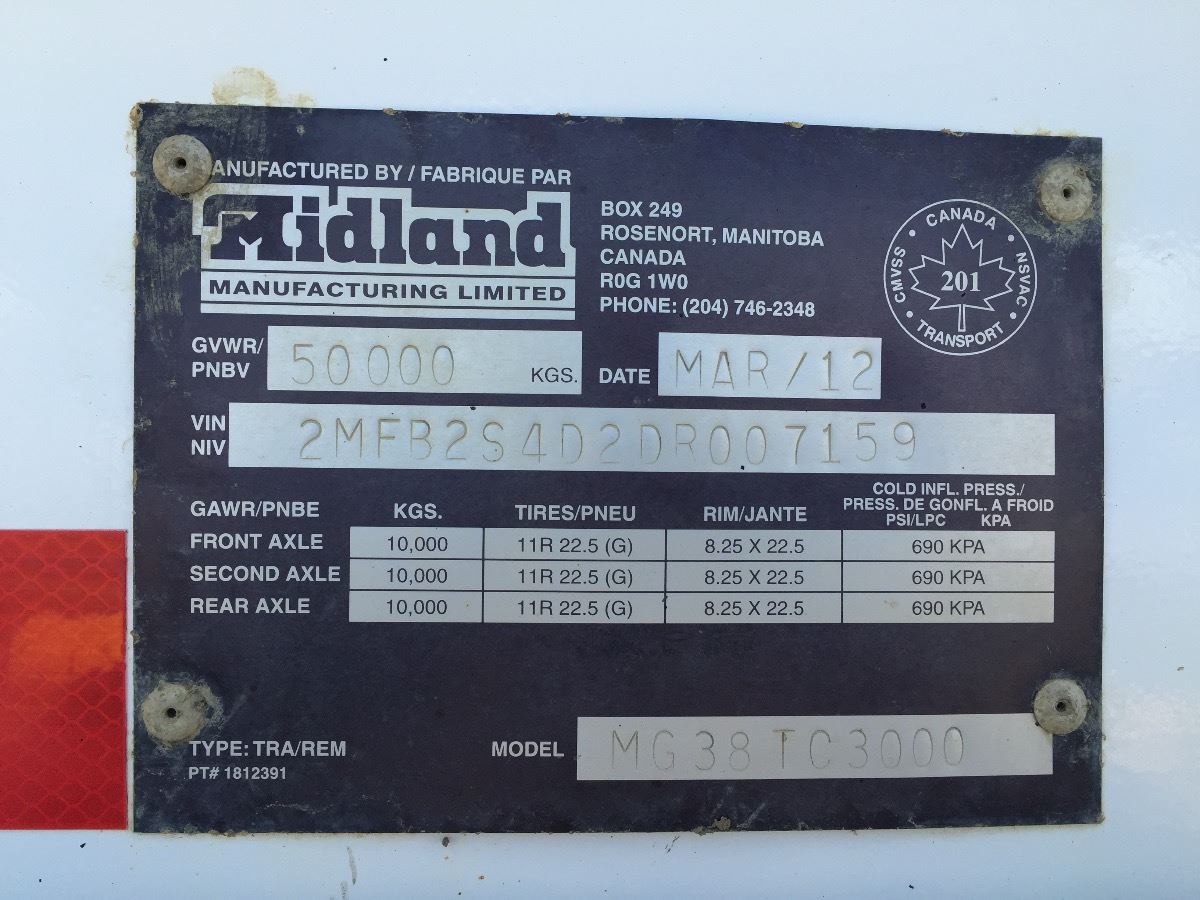 ANUFACTURED BY / FABRIQUE PAR
Midland
MANUFACTURING LIMITED
BOX 249
ROSENORT, MANITOBA
CANADA
R0G 1W0
PHONE: (204) 746-2348
CANADA
CMVSS · NSVAC
201
TRANSPORT
GVWR/
PNBV
50000 KGS.
DATE MAR/12
VIN
NIV
2MFB2S4D2DR007159
COLD INFL. PRESS./
GAWR/PNBE KGS. TIRES/PNEU RIM/JANTE PRESS. DE GONFL. A FROID
PSI/LPC KPA
FRONT AXLE 10,000 11R 22.5 (G) 8.25 X 22.5 690 KPA
SECOND AXLE 10,000 11R 22.5 (G) 8.25 X 22.5 690 KPA
REAR AXLE 10,000 11R 22.5 (G) 8.25 X 22.5 690 KPA
TYPE: TRA/REM MODEL MG38TC3000
PT# 1812391